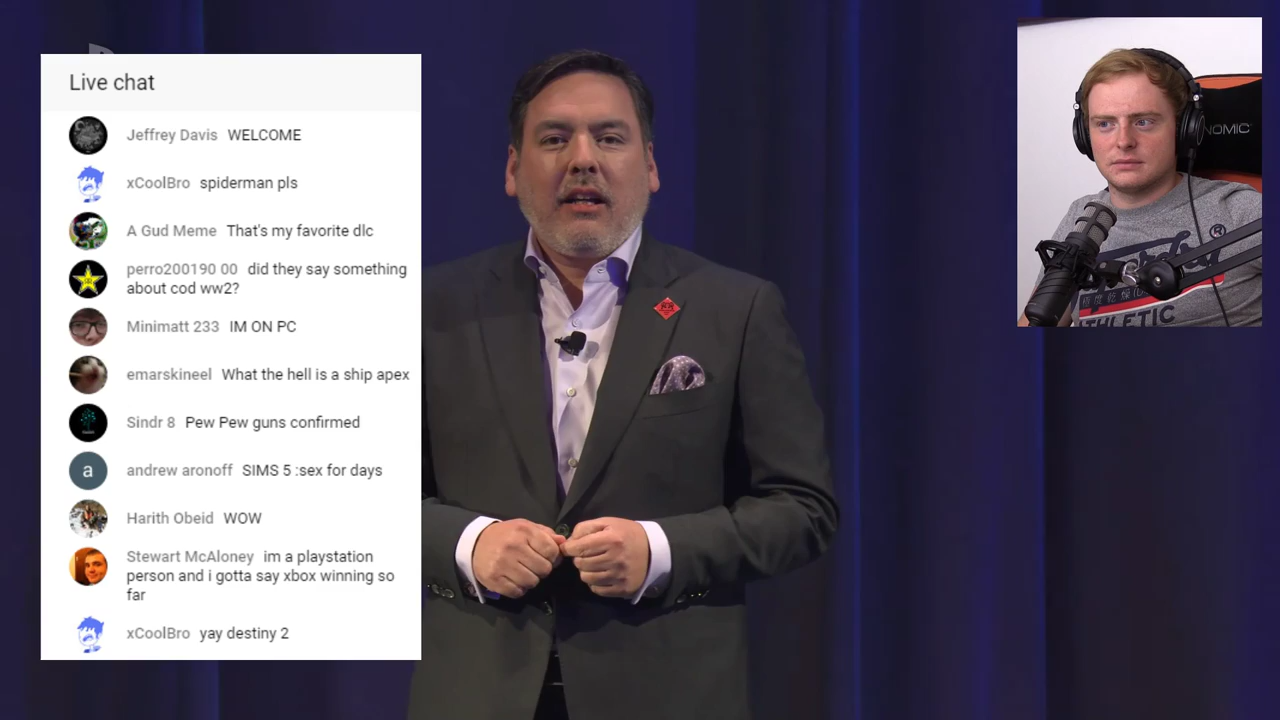 Live chat
Jeffrey Davis WELCOME
xCoolBro spiderman pls
A Gud Meme That's my favorite dlc
perro200190 00 did they say something
about cod ww2?
Minimatt 233 IM ON PC
emarskineel What the hell is a ship apex
Sindr 8 Pew Pew guns confirmed
a
andrew aronoff SIMS 5 :sex for days
Harith Obeid WOW
Stewart McAloney im a playstation
person and i gotta say xbox winning so
far
xCoolBro yay destiny 2
NOMIC
®
ATHLETIC